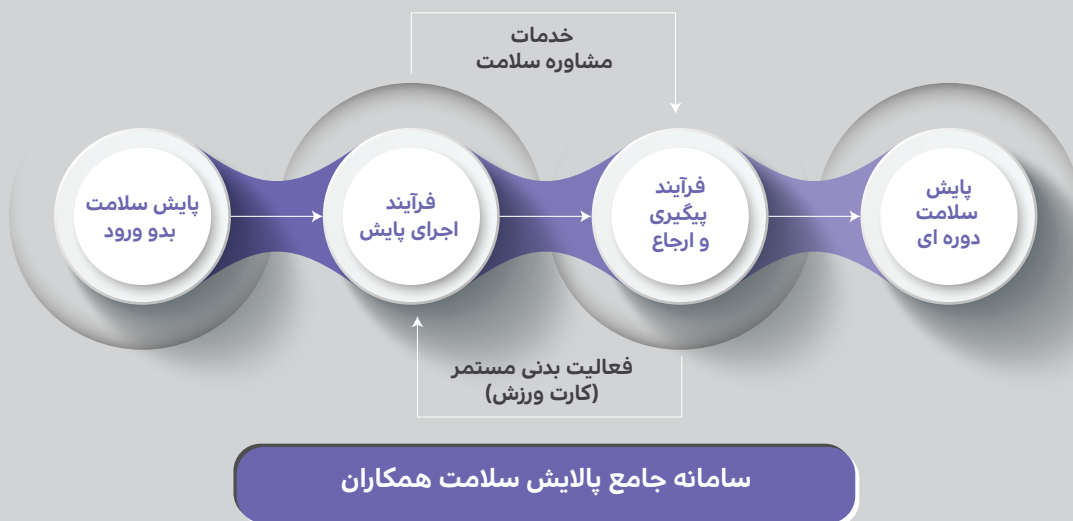 خدمات
مشاوره سلامت
پایش سلامت
بدو ورود
فرآیند
اجرای پایش
فرآیند
پیگیری
و ارجاع
پایش
سلامت
دوره ای
فعالیت بدنی مستمر
(کارت ورزش)
سامانه جامع پالایش سلامت همکاران